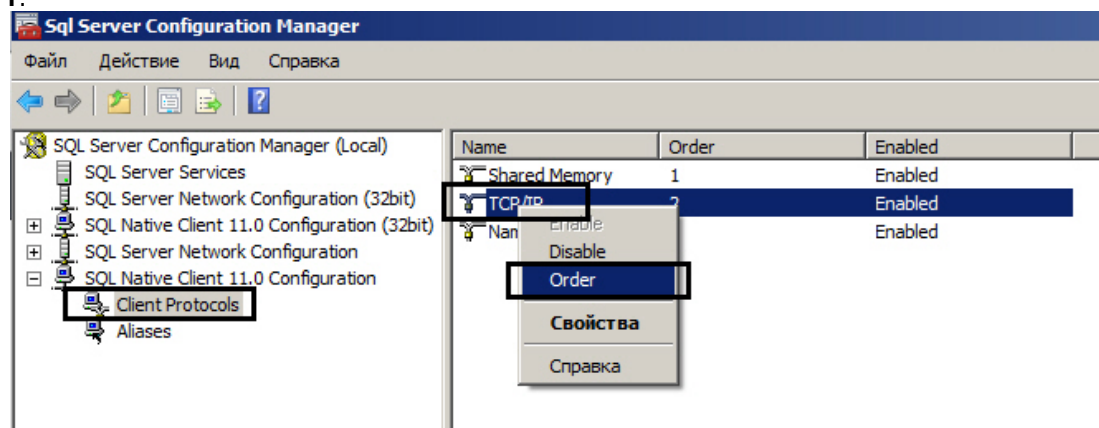 Sql Server Configuration Manager
Файл Действие Вид Справка
SQL Server Configuration Manager (Local)
SQL Server Services
SQL Server Network Configuration (32bit)
SQL Native Client 11.0 Configuration (32bit)
SQL Server Network Configuration
SQL Native Client 11.0 Configuration
Client Protocols
Aliases
Name Order Enabled
Shared Memory 1 Enabled
TCP/IP 2 Enabled
Nam Enabled
Enable
Disable
Order
Свойства
Справка